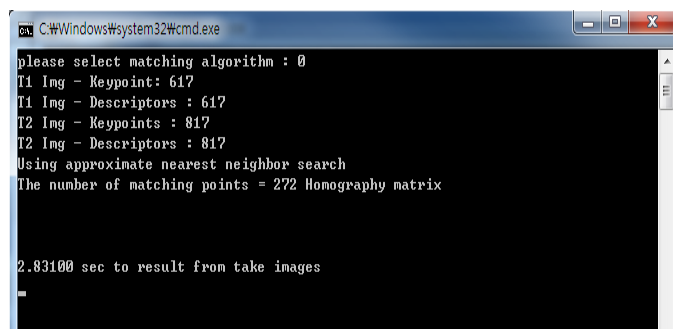 C:₩Windows₩system32₩cmd.exe
please select matching algorithm : 0
T1 Img - Keypoint: 617
T1 Img - Descriptors : 617
T2 Img - Keypoints : 817
T2 Img - Descriptors : 817
Using approximate nearest neighbor search
The number of matching points = 272 Homography matrix
2.83100 sec to result from take images